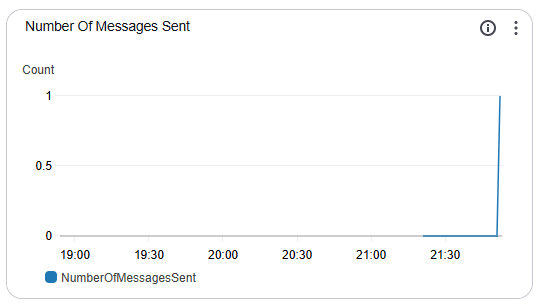 Number Of Messages Sent
Count
1
0.5
0
19:00 19:30 20:00 20:30 21:00 21:30
NumberOfMessagesSent